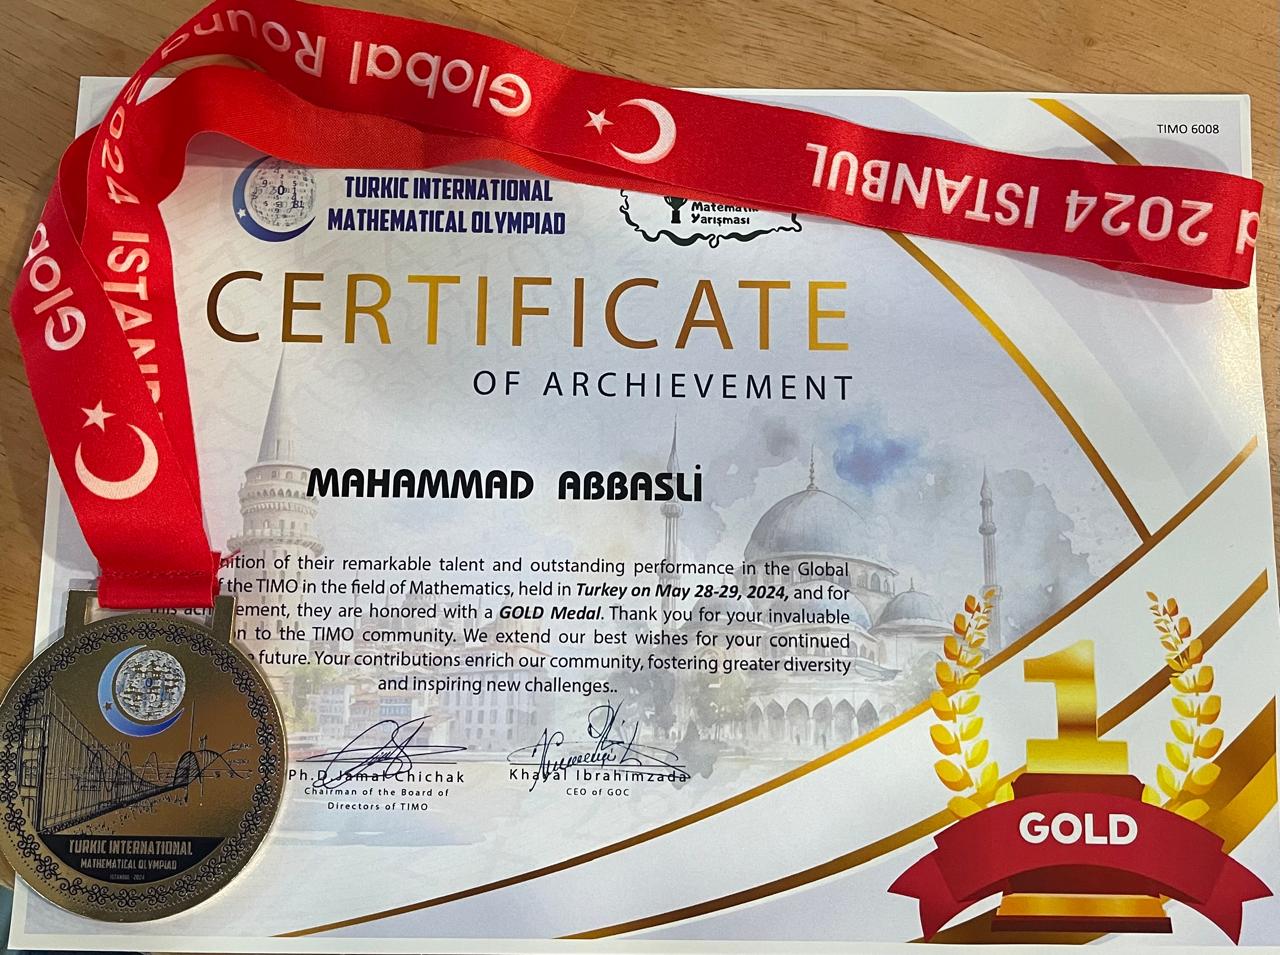 Global Round 2024 ISTANBUL
Global
2024 ISTANBUL
TIMO 6008
TURKIC INTERNATIONAL
MATHEMATICAL OLYMPIAD
Yarışması
CERTIFICATE
OF ARCHIEVEMENT
MAHAMMAD ABBASLİ
of their remarkable talent and outstanding performance in the Global
the TIMO in the field of Mathematics, held in Turkey on May 28-29, 2024, and for
they are honored with a GOLD Medal. Thank you for your invaluable
to the TIMO community. We extend our best wishes for your continued
future. Your contributions enrich our community, fostering greater diversity
and inspiring new challenges..
Ph.D Jamal Chichak
Chairman of the Board of
Directors of TIMO
Khayal Ibrahimzada
CEO of GOC
1
GOLD
TURKIC INTERNATIONAL
MATHEMATICAL OLYMPIAD
ISTANBUL - 2024